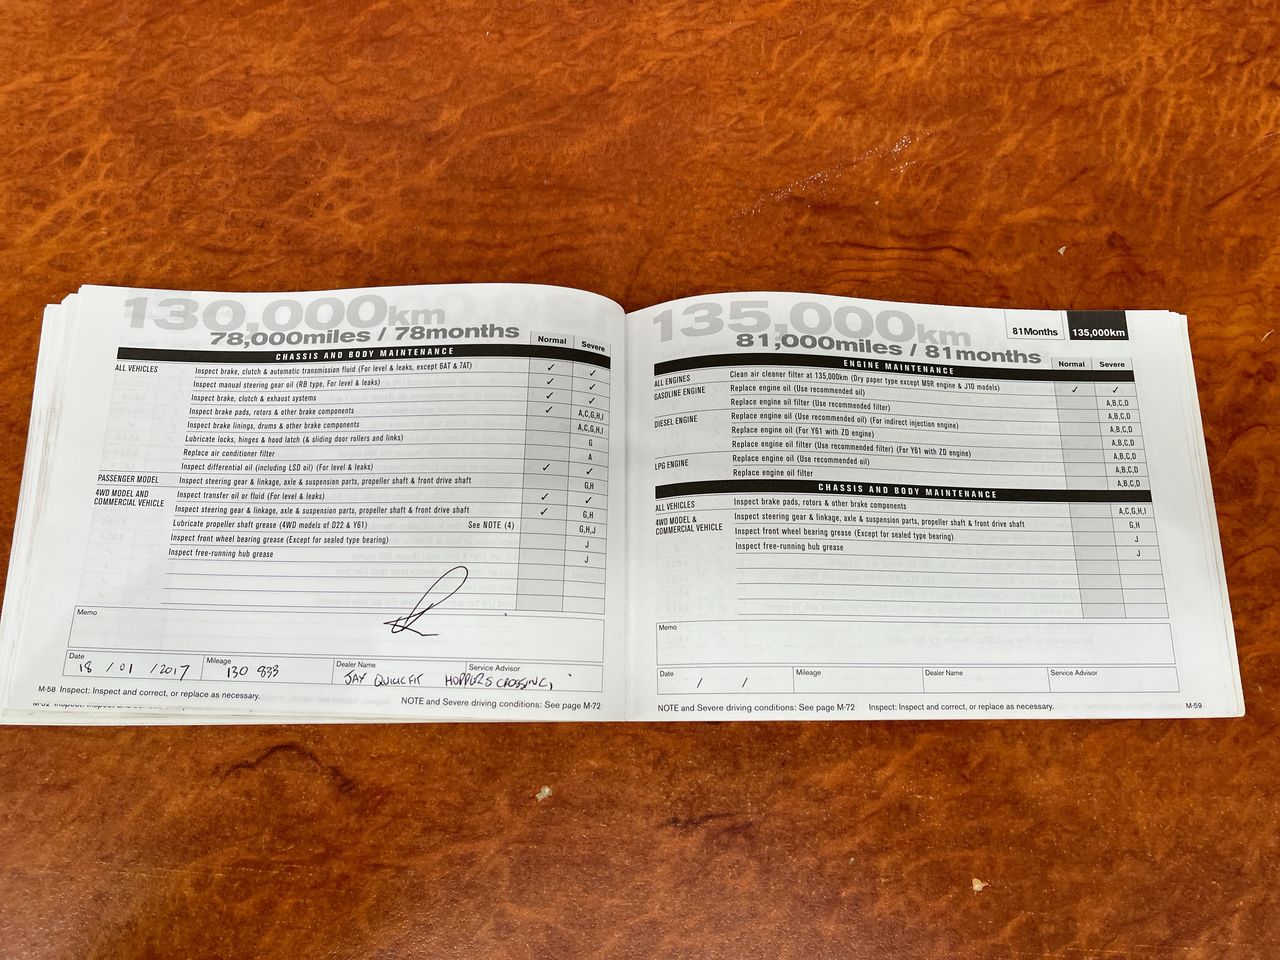 130,000km
78,000miles / 78months
Normal Severe
CHASSIS AND BODY MAINTENANCE
ALL VEHICLES Inspect brake, clutch & automatic transmission fluid (For level & leaks, except 6AT & 7AT) ✓ ✓
Inspect manual steering gear oil (RB type, For level & leaks) ✓ ✓
Inspect brake, clutch & exhaust systems ✓ ✓
Inspect brake pads, rotors & other brake components ✓ A,C,G,H,I
Inspect brake linings, drums & other brake components A,C,G,H,I
Lubricate locks, hinges & hood latch (& sliding door rollers and links) G
Replace air conditioner filter A
Inspect differential oil (including LSD oil) (For level & leaks) ✓ ✓
PASSENGER MODEL Inspect steering gear & linkage, axle & suspension parts, propeller shaft & front drive shaft G,H
4WD MODEL AND COMMERCIAL VEHICLE Inspect transfer oil or fluid (For level & leaks) ✓ ✓
Inspect steering gear & linkage, axle & suspension parts, propeller shaft & front drive shaft ✓ G,H
Lubricate propeller shaft grease (4WD models of D22 & Y61) See NOTE (4) G,H,J
Inspect front wheel bearing grease (Except for sealed type bearing) J
Inspect free-running hub grease J
Memo
Date Mileage Dealer Name Service Advisor
18 / 01 / 2017 130 833 JAX QUICKFIT HOPPERS CROSSING
M-58 Inspect: Inspect and correct, or replace as necessary.
NOTE and Severe driving conditions: See page M-72
135,000km
81,000miles / 81months
81Months 135,000km
Normal Severe
ENGINE MAINTENANCE
ALL ENGINES Clean air cleaner filter at 135,000km (Dry paper type except M9R engine & J10 models) ✓ ✓
GASOLINE ENGINE Replace engine oil (Use recommended oil) A,B,C,D
Replace engine oil filter (Use recommended filter) A,B,C,D
DIESEL ENGINE Replace engine oil (Use recommended oil) (For indirect injection engine) A,B,C,D
Replace engine oil (For Y61 with ZD engine) A,B,C,D
Replace engine oil filter (Use recommended filter) (For Y61 with ZD engine) A,B,C,D
LPG ENGINE Replace engine oil (Use recommended oil) A,B,C,D
Replace engine oil filter A,B,C,D
CHASSIS AND BODY MAINTENANCE
ALL VEHICLES Inspect brake pads, rotors & other brake components A,C,G,H,I
4WD MODEL & COMMERCIAL VEHICLE Inspect steering gear & linkage, axle & suspension parts, propeller shaft & front drive shaft G,H
Inspect front wheel bearing grease (Except for sealed type bearing) J
Inspect free-running hub grease J
Memo
Date Mileage Dealer Name Service Advisor
/ /
NOTE and Severe driving conditions: See page M-72 Inspect: Inspect and correct, or replace as necessary.
M-59